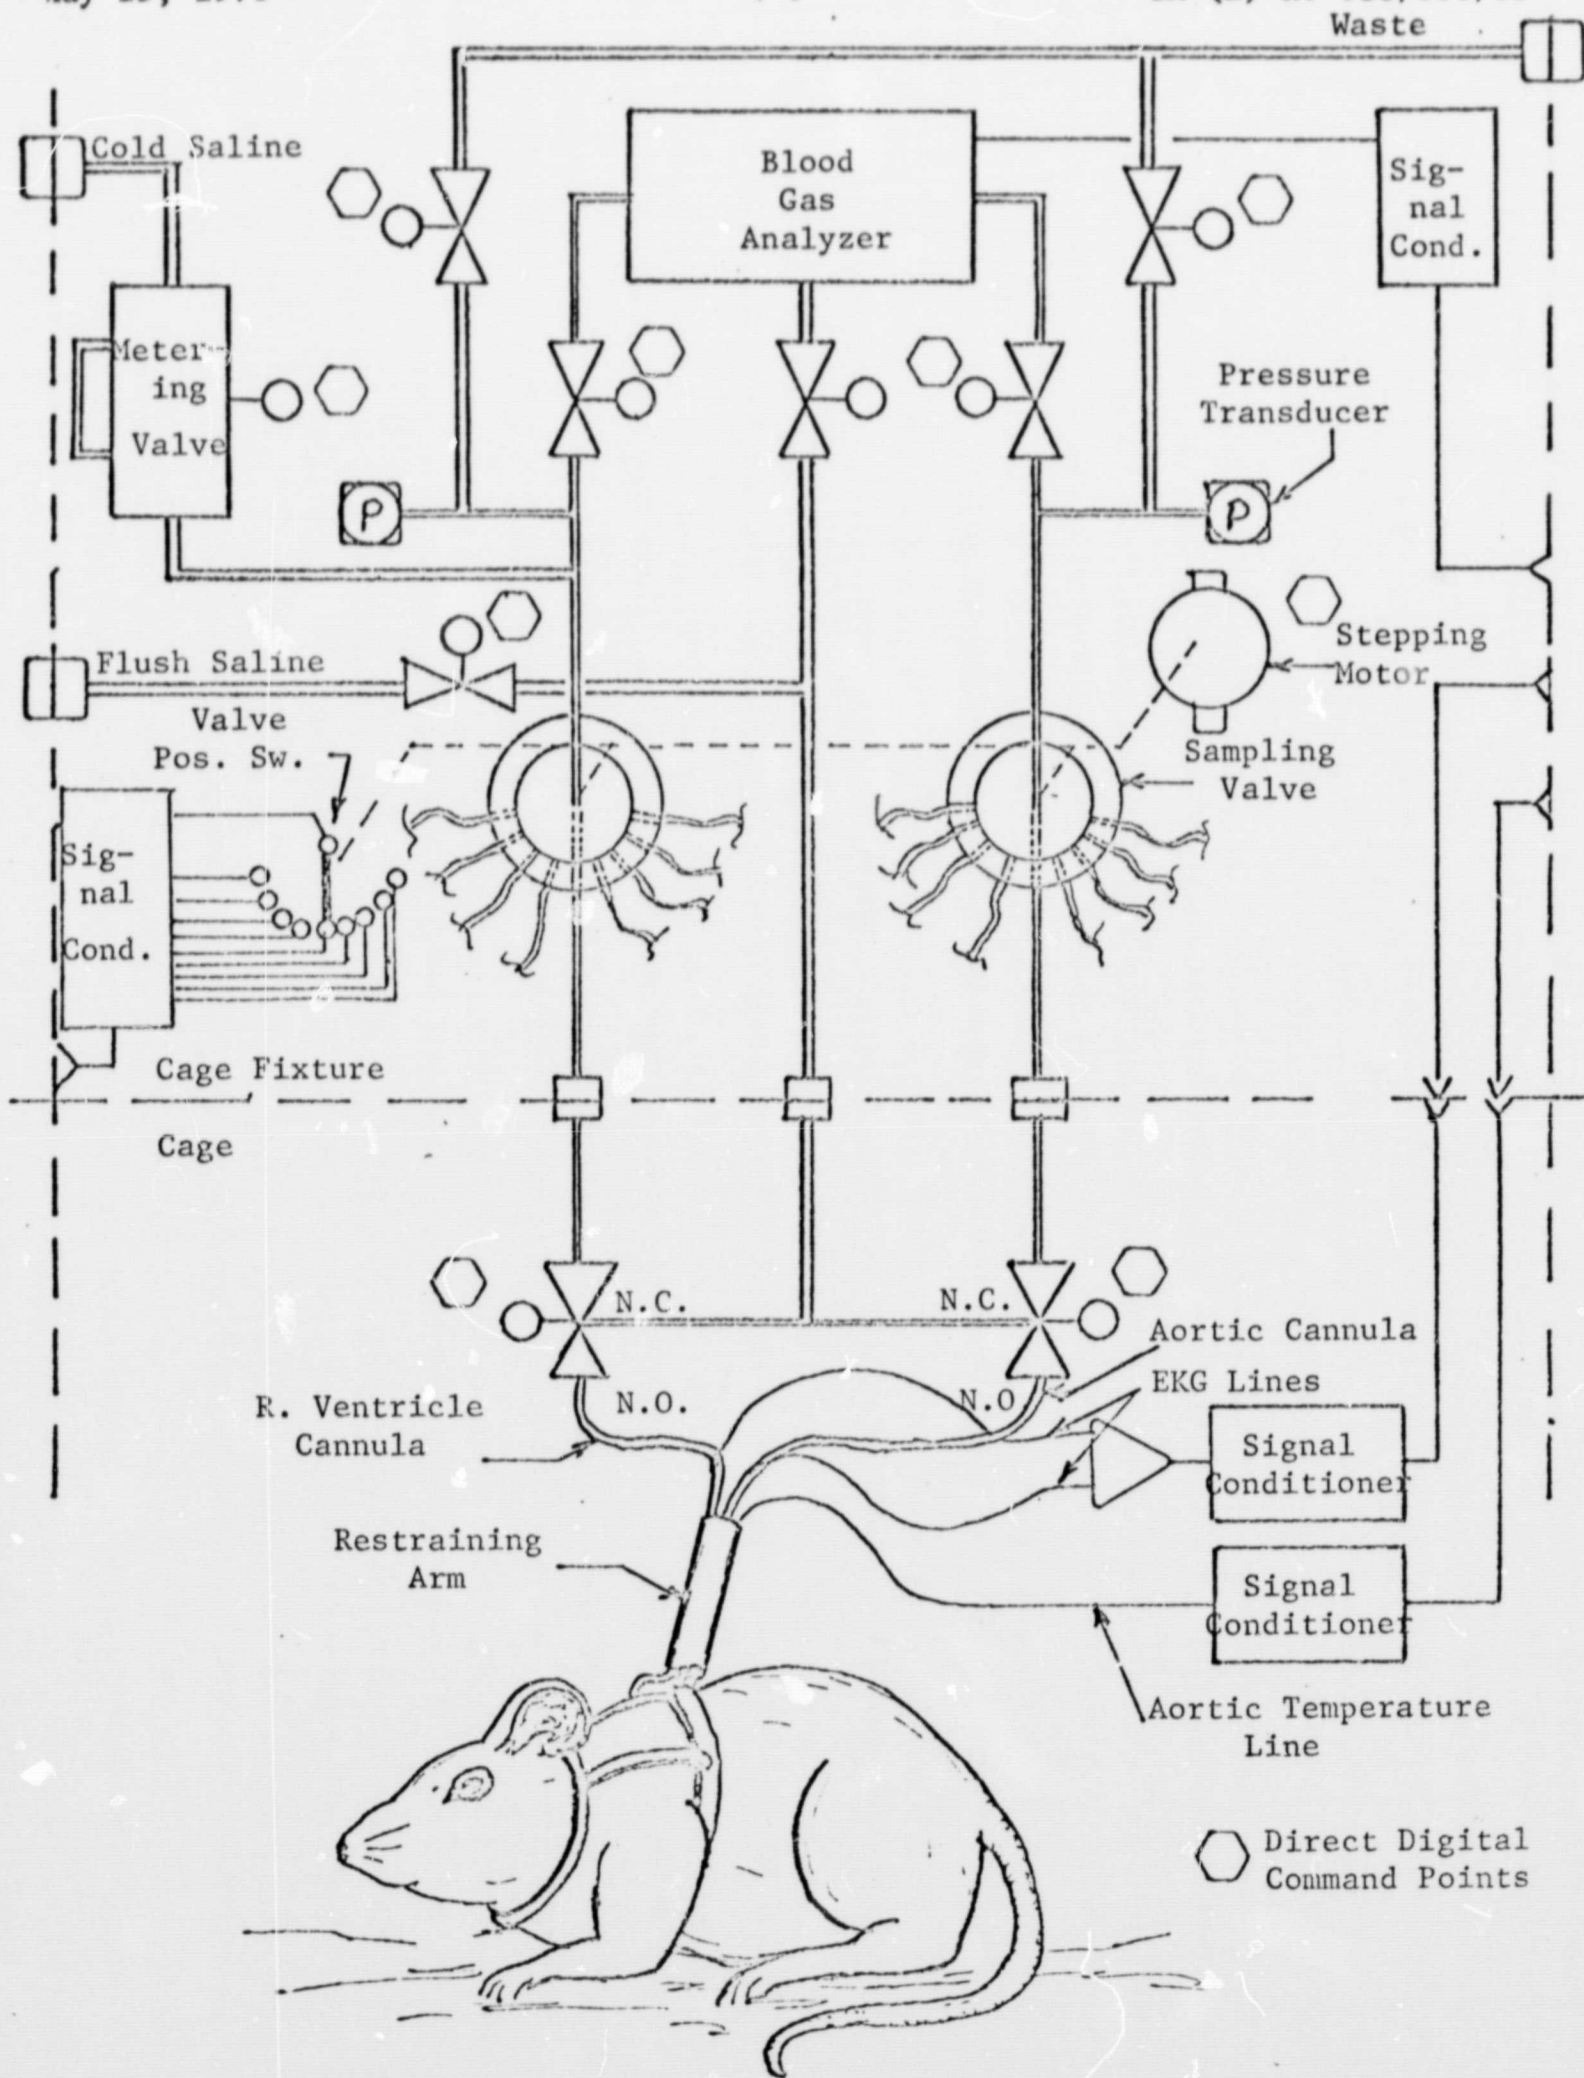 Waste
Cold Saline
Blood
Gas
Analyzer
Sig-
nal
Cond.
Meter-
ing
Valve
Pressure
Transducer
P
P
Stepping
Motor
Flush Saline
Valve
Pos. Sw.
Sampling
Valve
Sig-
nal
Cond.
Cage Fixture
Cage
N.C.
N.C.
Aortic Cannula
EKG Lines
R. Ventricle
Cannula
N.O.
N.O
Signal
Conditioner
Restraining
Arm
Signal
Conditioner
Aortic Temperature
Line
Direct Digital
Command Points